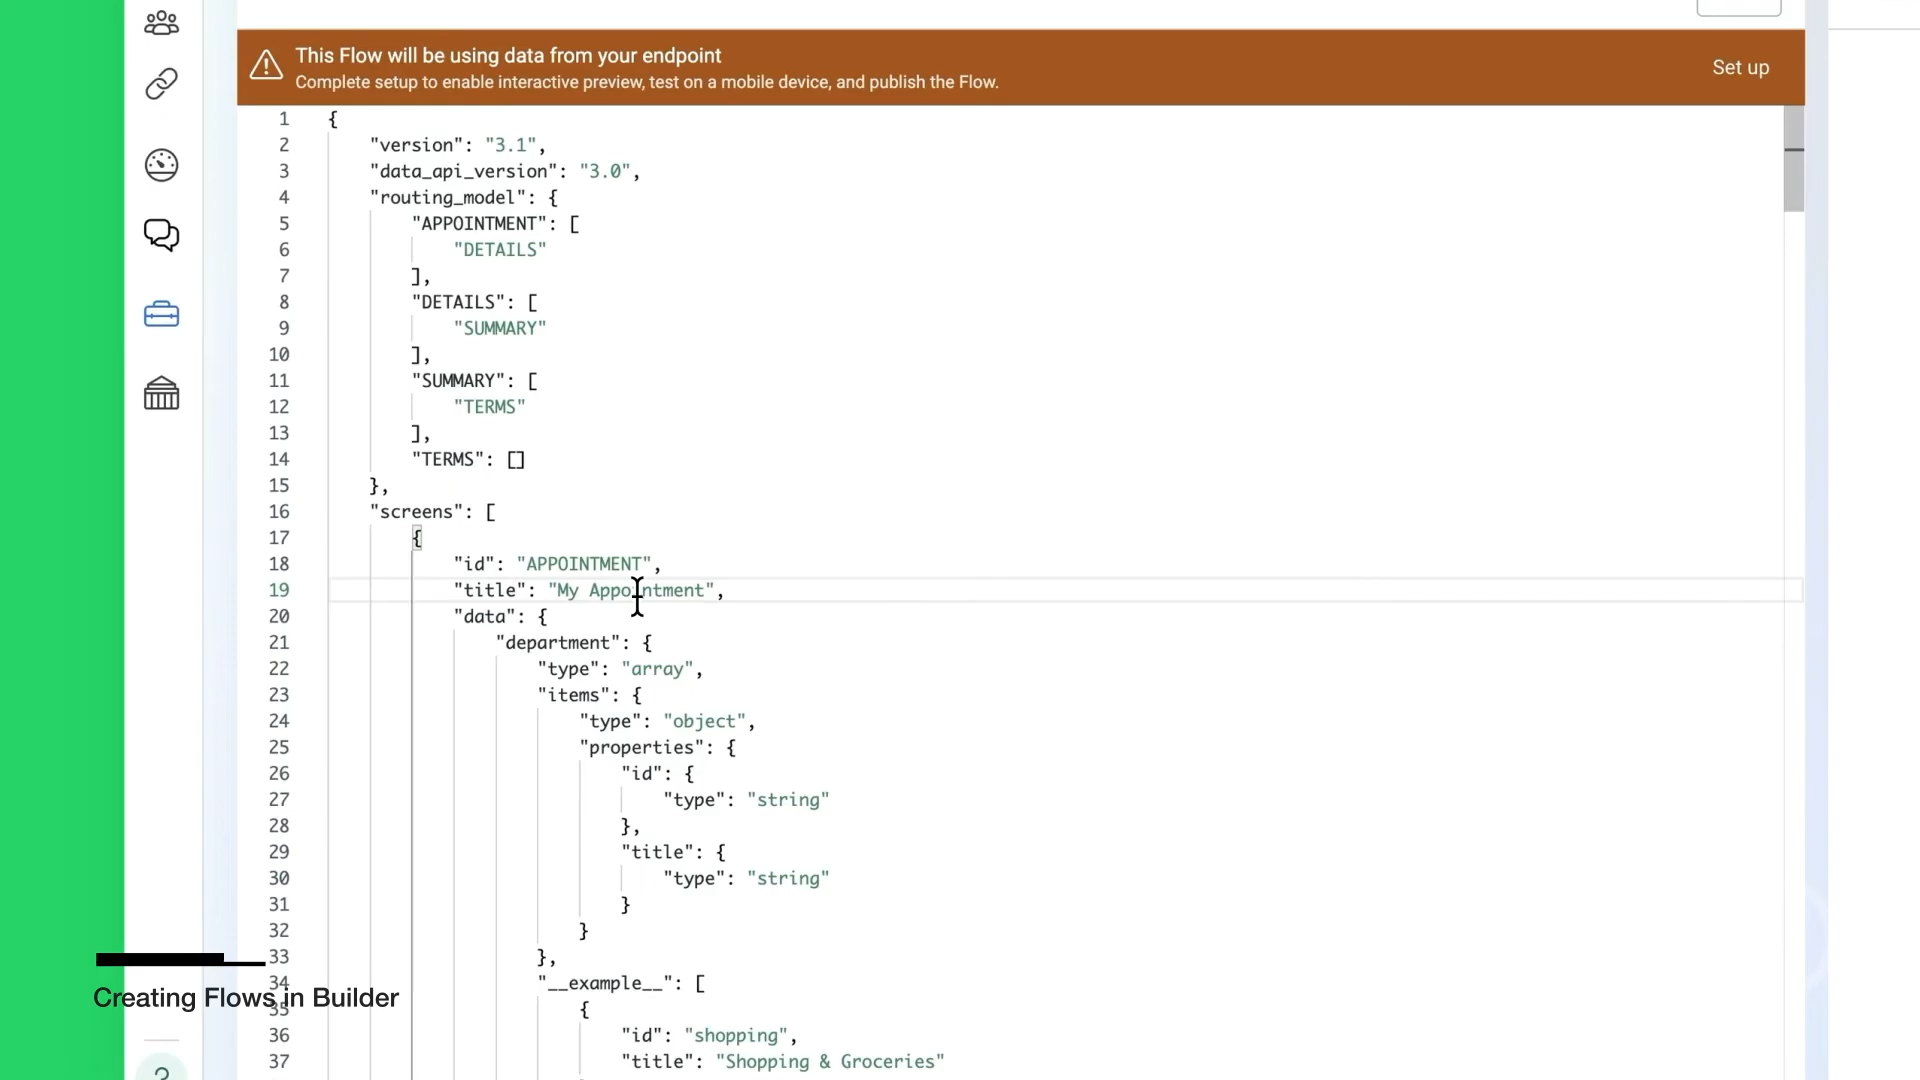 This Flow will be using data from your endpoint
Complete setup to enable interactive preview, test on a mobile device, and publish the Flow.
Set up
1 {
2 "version": "3.1",
3 "data_api_version": "3.0",
4 "routing_model": {
5 "APPOINTMENT": [
6 "DETAILS"
7 ],
8 "DETAILS": [
9 "SUMMARY"
10 ],
11 "SUMMARY": [
12 "TERMS"
13 ],
14 "TERMS": []
15 },
16 "screens": [
17 {
18 "id": "APPOINTMENT",
19 "title": "My Appointment",
20 "data": {
21 "department": {
22 "type": "array",
23 "items": {
24 "type": "object",
25 "properties": {
26 "id": {
27 "type": "string"
28 },
29 "title": {
30 "type": "string"
31 }
32 }
33 },
34 "__example__": [
35 {
36 "id": "shopping",
37 "title": "Shopping & Groceries"
Creating Flows in Builder
?